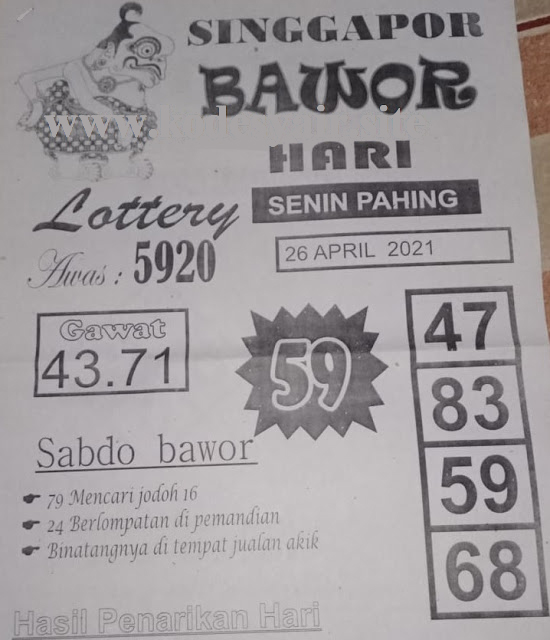 SINGGAPOR
BAWOR
HARI
Lottery
SENIN PAHING
Awas : 5920
26 APRIL 2021
Gawat
43.71
59
47
83
59
68
Sabdo bawor
☛ 79 Mencari jodoh 16
☛ 24 Berlompatan di pemandian
☛ Binatangnya di tempat jualan akik
Hasil Penarikan Hari